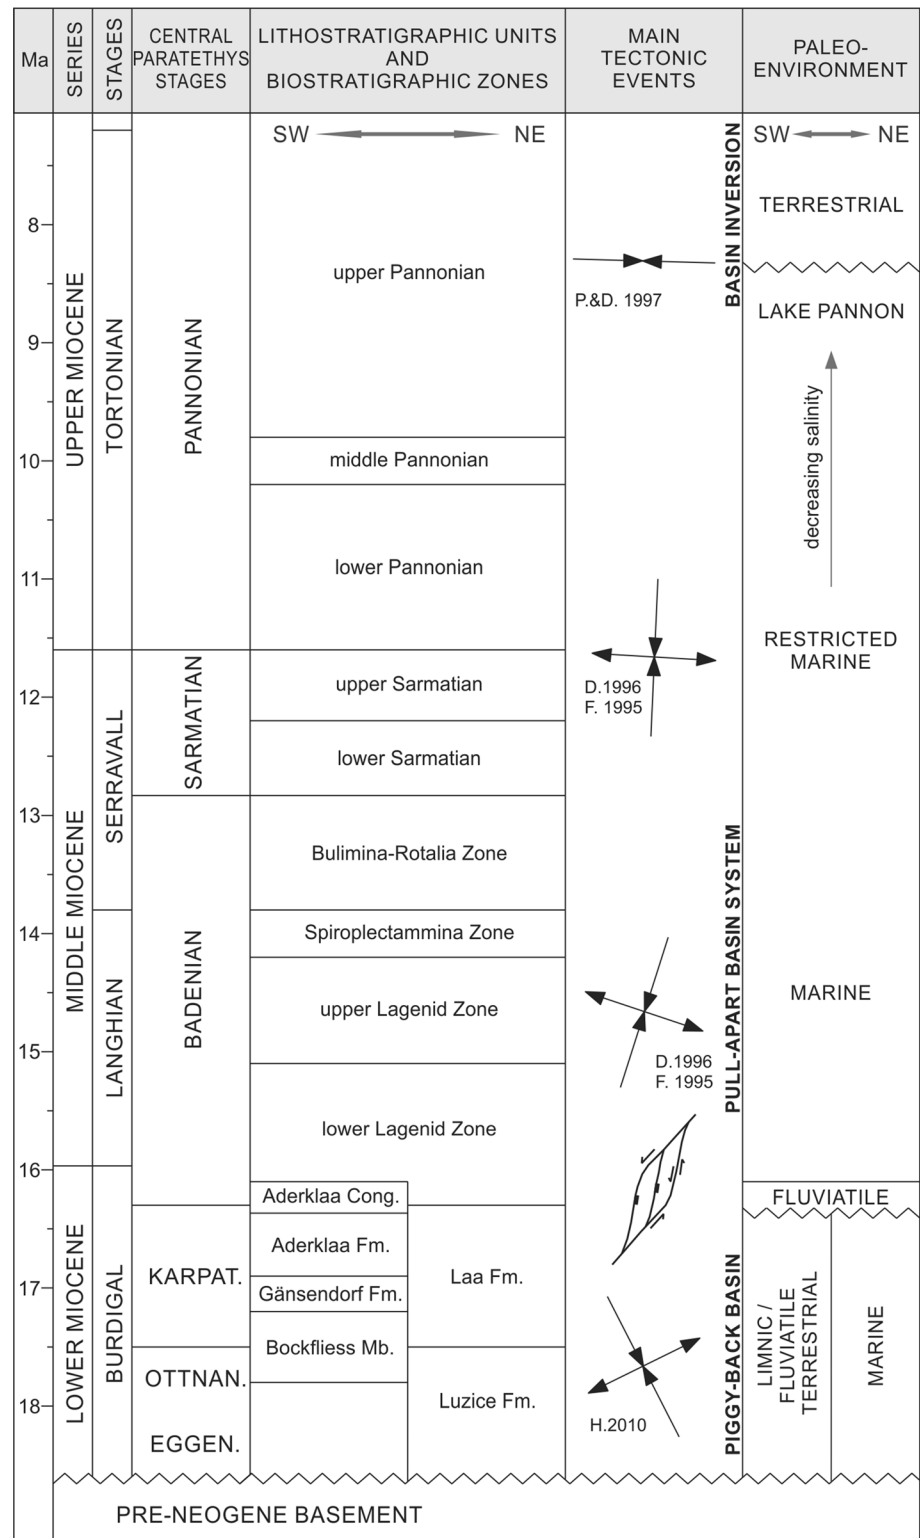 Ma
SERIES
STAGES
CENTRAL
PARATETHYS
STAGES
LITHOSTRATIGRAPHIC UNITS
AND
BIOSTRATIGRAPHIC ZONES
MAIN
TECTONIC
EVENTS
PALEO-
ENVIRONMENT
8
9
10
11
12
13
14
15
16
17
18
UPPER MIOCENE
MIDDLE MIOCENE
LOWER MIOCENE
TORTONIAN
SERRAVALL
LANGHIAN
BURDIGAL
PANNONIAN
SARMATIAN
BADENIAN
KARPAT.
OTTNAN.
EGGEN.
SW NE
upper Pannonian
middle Pannonian
lower Pannonian
upper Sarmatian
lower Sarmatian
Bulimina-Rotalia Zone
Spiroplectammina Zone
upper Lagenid Zone
lower Lagenid Zone
Aderklaa Cong.
Aderklaa Fm.
Gänsendorf Fm.
Bockfliess Mb.
Laa Fm.
Luzice Fm.
P.&D. 1997
D.1996
F. 1995
D.1996
F. 1995
H.2010
BASIN INVERSION
PULL-APART BASIN SYSTEM
PIGGY-BACK BASIN
SW NE
TERRESTRIAL
LAKE PANNON
decreasing salinity
RESTRICTED
MARINE
MARINE
FLUVIATILE
LIMNIC /
FLUVIATILE
TERRESTRIAL
MARINE
PRE-NEOGENE BASEMENT